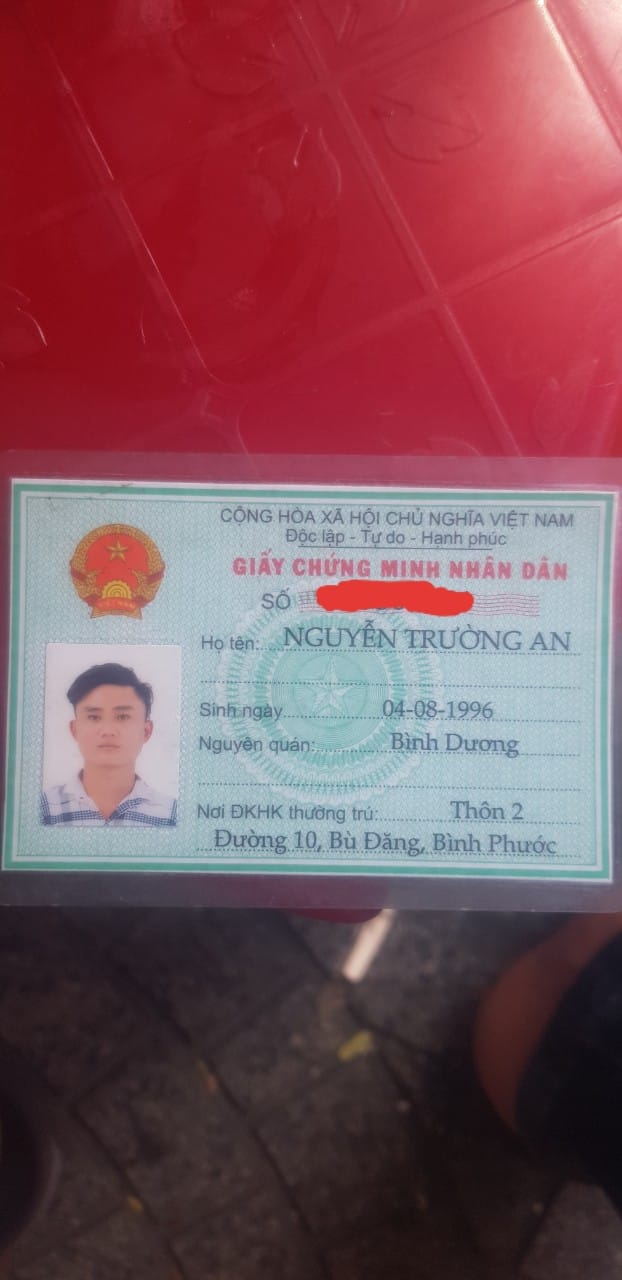 CỘNG HÒA XÃ HỘI CHỦ NGHĨA VIỆT NAM
Độc lập - Tự do - Hạnh phúc
GIẤY CHỨNG MINH NHÂN DÂN
SỐ
Họ tên: NGUYỄN TRƯỜNG AN
Sinh ngày 04-08-1996
Nguyên quán: Bình Dương
Nơi ĐKHK thường trú: Thôn 2
Đường 10, Bù Đăng, Bình Phước
VIỆT NAM